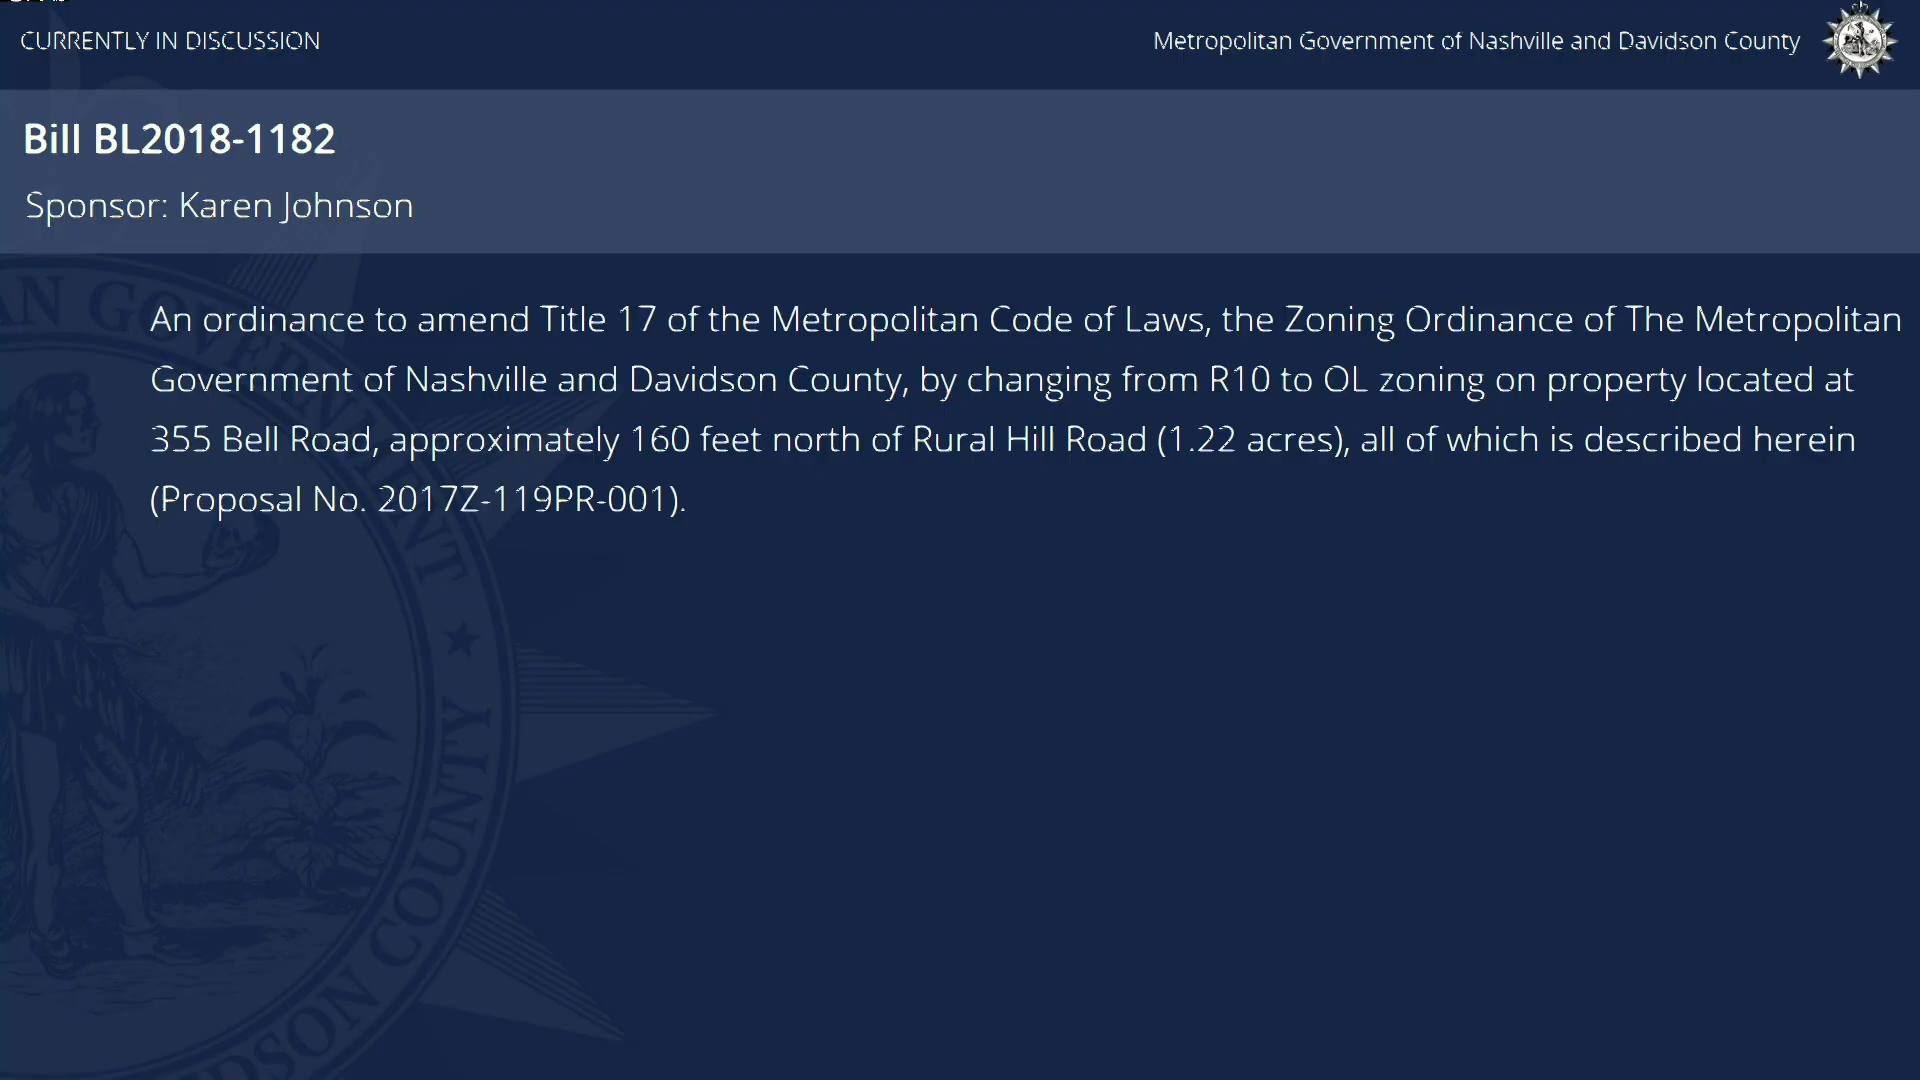 CURRENTLY IN DISCUSSION
Metropolitan Government of Nashville and Davidson County
Bill BL2018-1182
Sponsor: Karen Johnson
An ordinance to amend Title 17 of the Metropolitan Code of Laws, the Zoning Ordinance of The Metropolitan
Government of Nashville and Davidson County, by changing from R10 to OL zoning on property located at
355 Bell Road, approximately 160 feet north of Rural Hill Road (1.22 acres), all of which is described herein
(Proposal No. 2017Z-119PR-001).
AN GOVERNMENT
DSON COUNTY